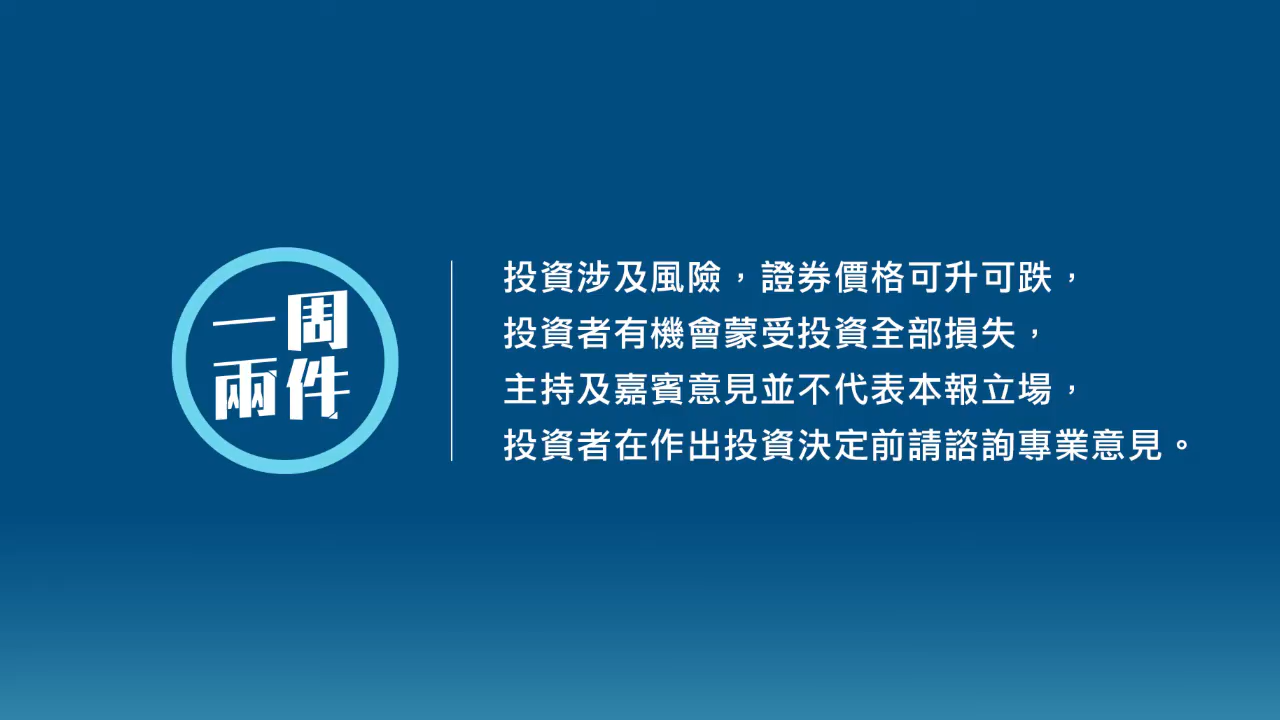 一周
兩件
投資涉及風險，證券價格可升可跌，
投資者有機會蒙受投資全部損失，
主持及嘉賓意見並不代表本報立場，
投資者在作出投資決定前請諮詢專業意見。